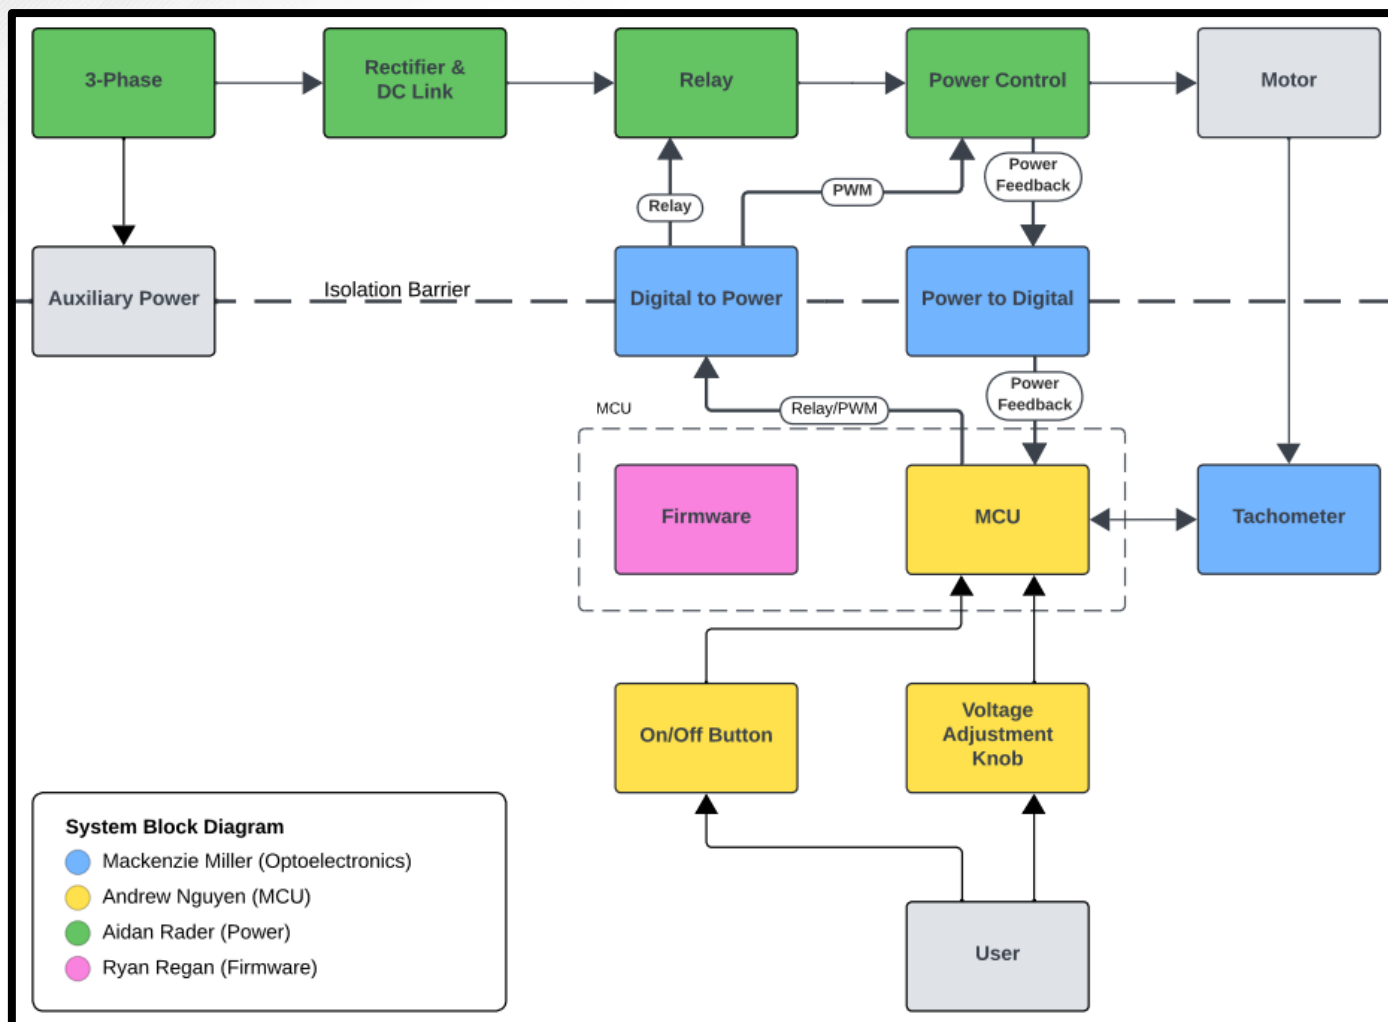 3-Phase
Rectifier &
DC Link
Relay
Power Control
Motor
Power
Feedback
PWM
Relay
Auxiliary Power
Isolation Barrier
Digital to Power
Power to Digital
Power
Feedback
MCU
Relay/PWM
Firmware
MCU
Tachometer
On/Off Button
Voltage
Adjustment
Knob
System Block Diagram
Mackenzie Miller (Optoelectronics)
Andrew Nguyen (MCU)
Aidan Rader (Power)
Ryan Regan (Firmware)
User